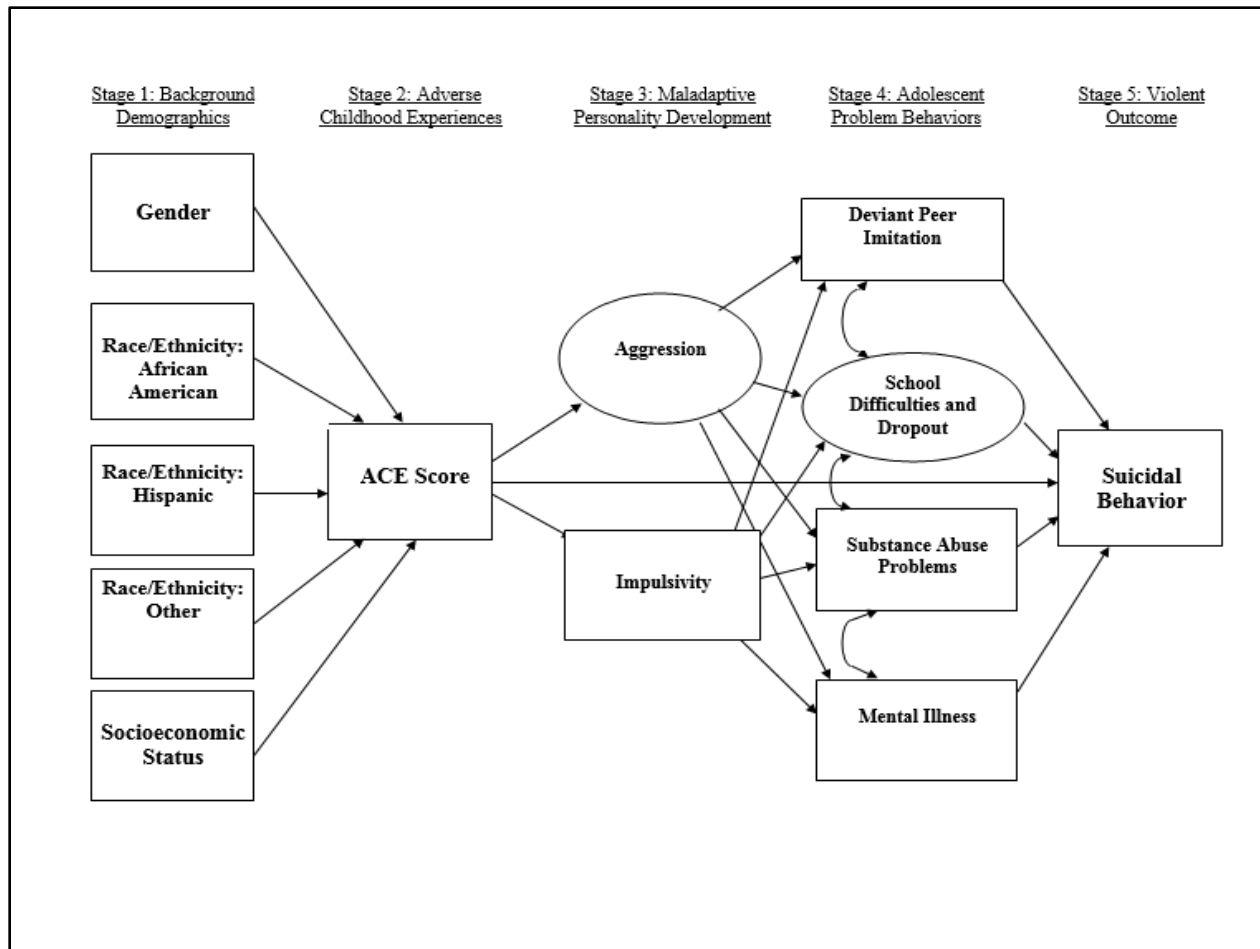 Stage 1: Background
Demographics
Stage 2: Adverse
Childhood Experiences
Stage 3: Maladaptive
Personality Development
Stage 4: Adolescent
Problem Behaviors
Stage 5: Violent
Outcome
Gender
Race/Ethnicity:
African
American
Race/Ethnicity:
Hispanic
Race/Ethnicity:
Other
Socioeconomic
Status
ACE Score
Aggression
Impulsivity
Deviant Peer
Imitation
School
Difficulties and
Dropout
Substance Abuse
Problems
Mental Illness
Suicidal
Behavior